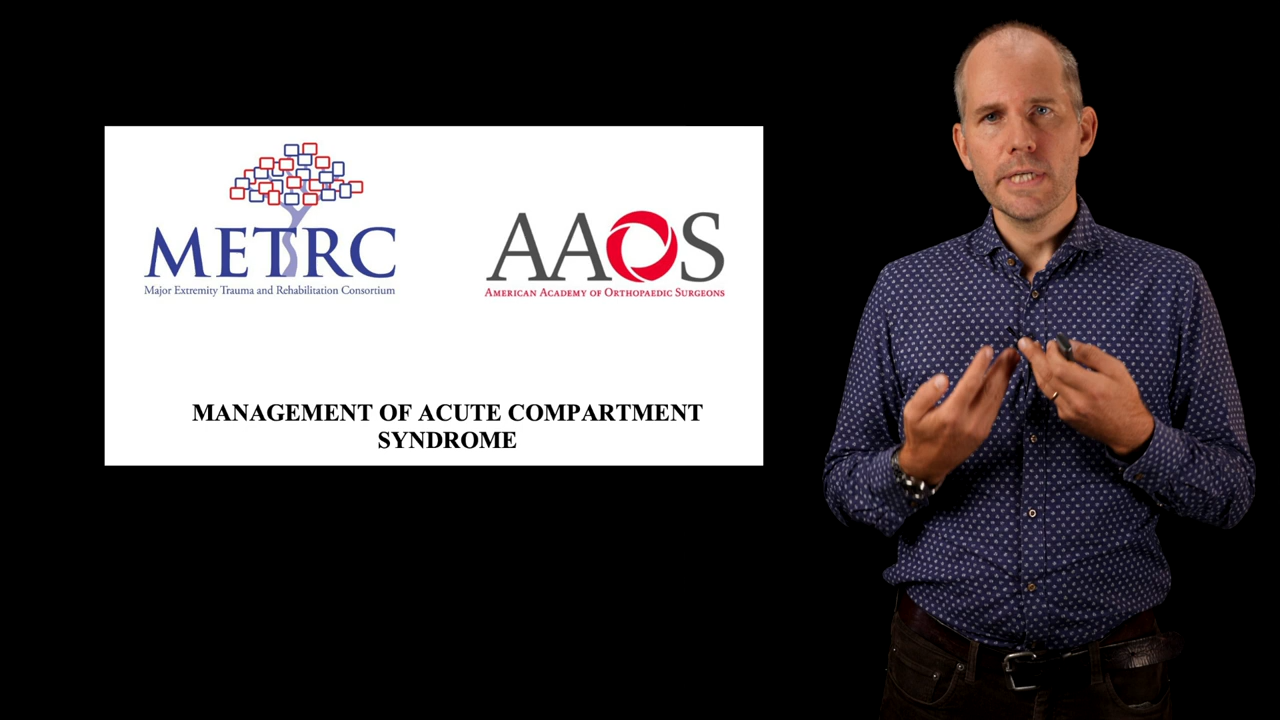 METRC
Major Extremity Trauma and Rehabilitation Consortium
AAOS
AMERICAN ACADEMY OF ORTHOPAEDIC SURGEONS
MANAGEMENT OF ACUTE COMPARTMENT
SYNDROME